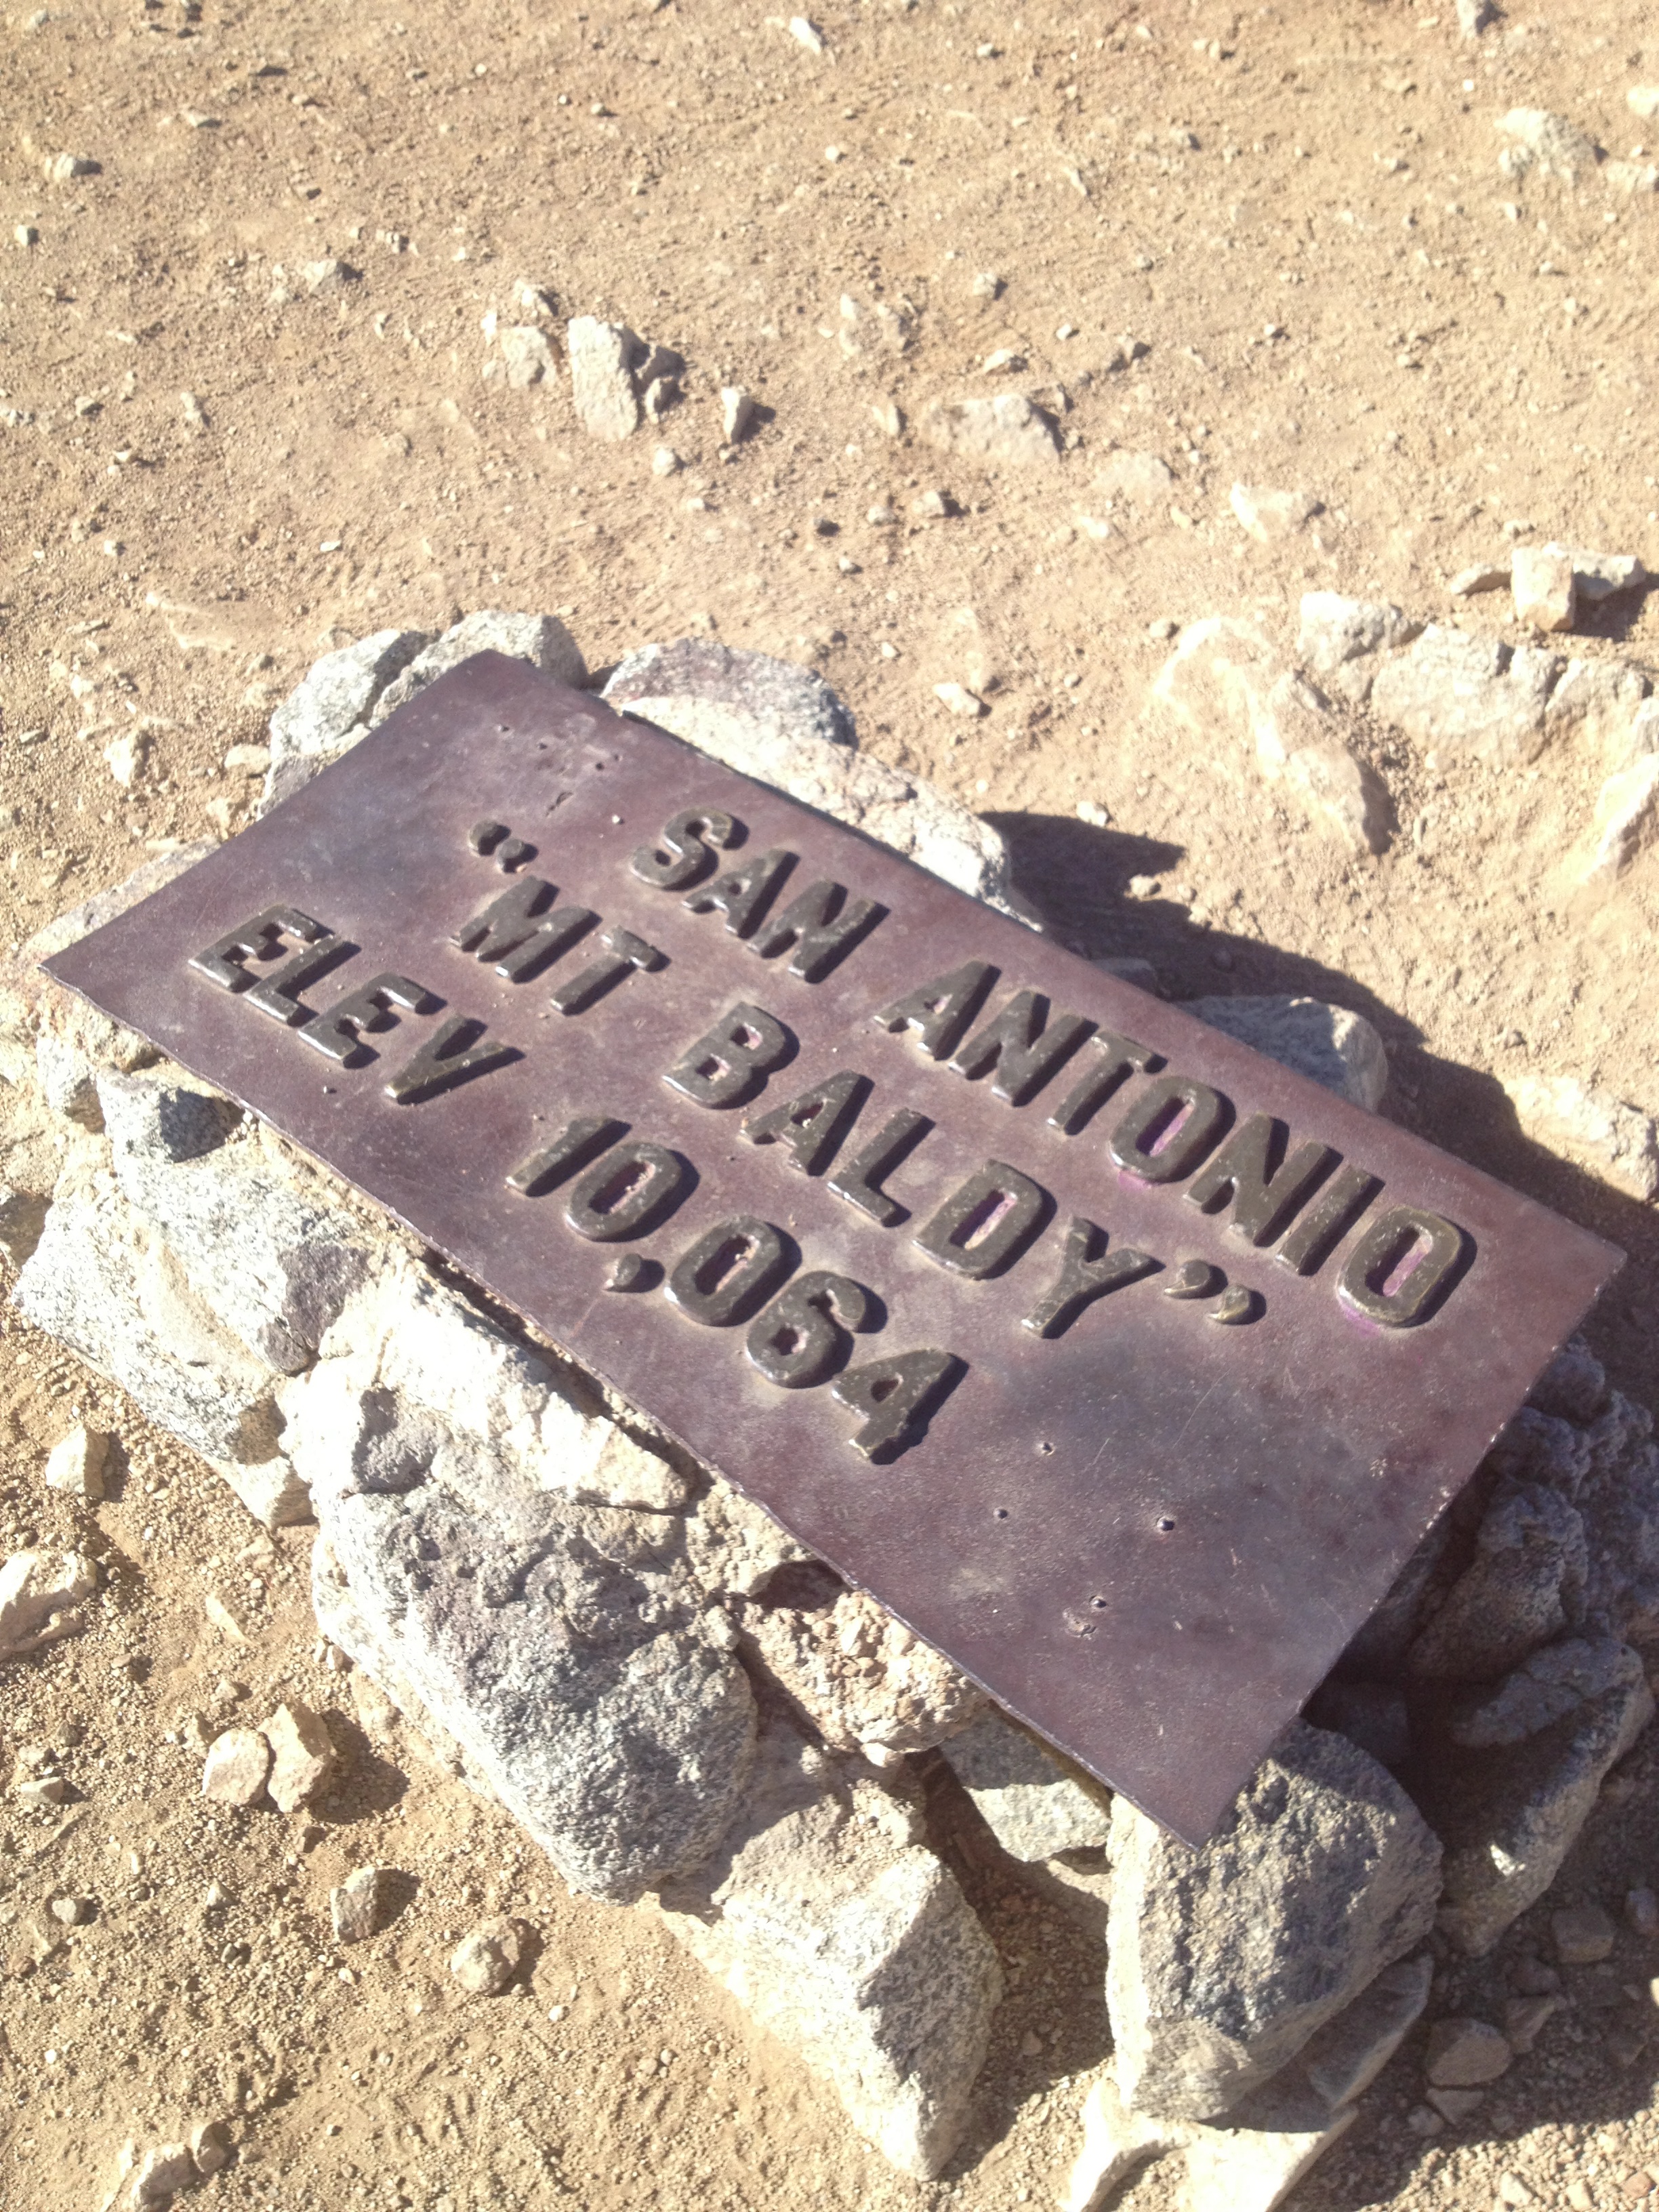 SAN ANTONIO
“MT BALDY”
ELEV 10,064